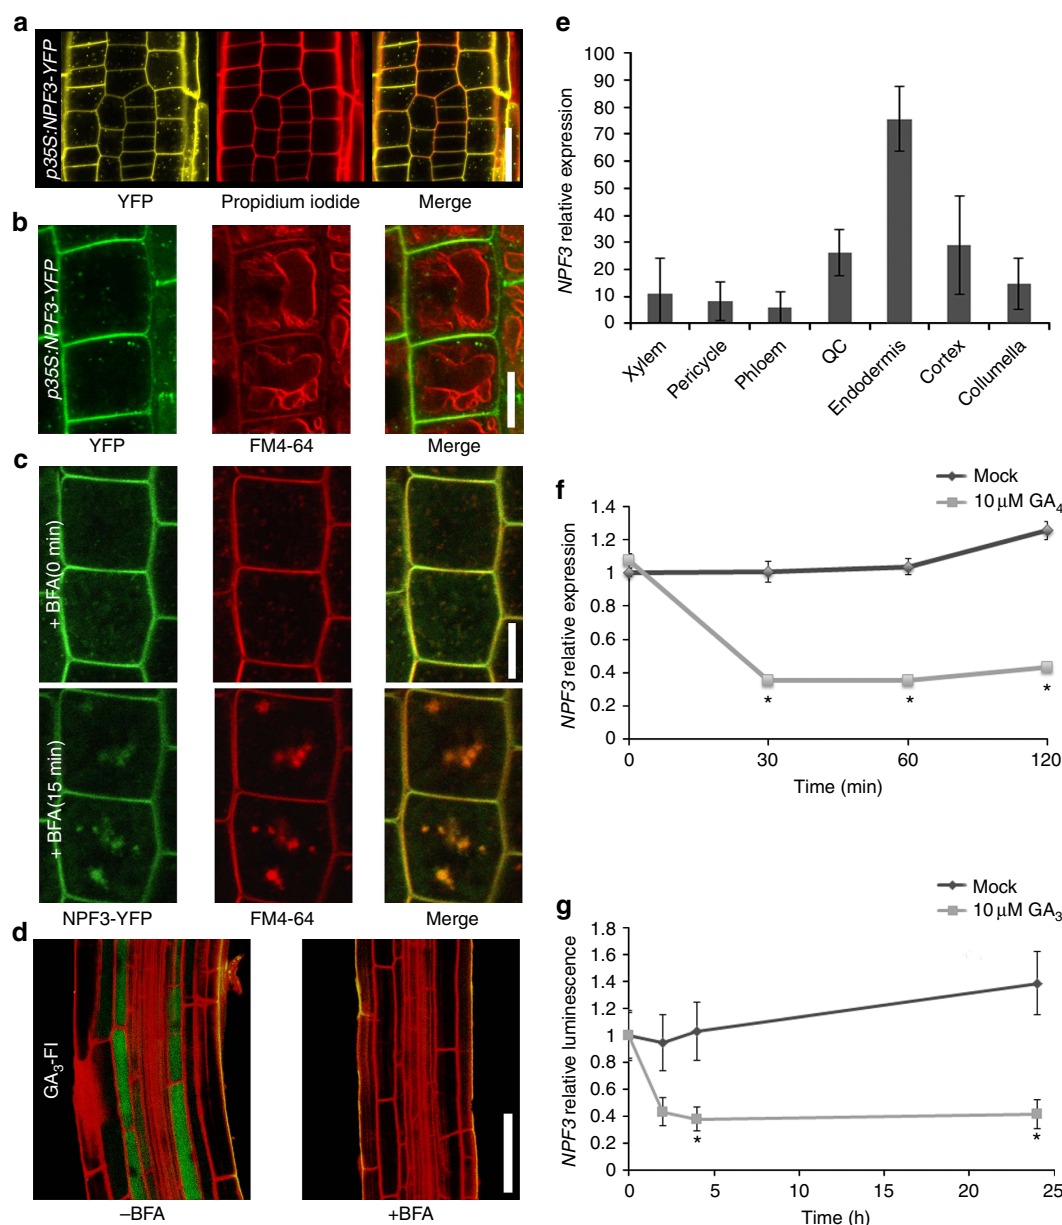 a
p35S:NPF3-YFP
YFP
Propidium iodide
Merge
b
p35S:NPF3-YFP
YFP
FM4-64
Merge
c
+ BFA(0 min)
+ BFA(15 min)
NPF3-YFP
FM4-64
Merge
d
GA3-Fl
–BFA
+BFA
e
NPF3 relative expression
100
90
80
70
60
50
40
30
20
10
0
Xylem
Pericycle
Phloem
QC
Endodermis
Cortex
Collumella
f
Mock
10 µM GA4
NPF3 relative expression
1.4
1.2
1
0.8
0.6
0.4
0.2
0
*
*
*
0
30
60
120
Time (min)
g
Mock
10 µM GA3
NPF3 relative luminescence
1.8
1.6
1.4
1.2
1
0.8
0.6
0.4
0.2
0
*
*
0
5
10
15
20
25
Time (h)